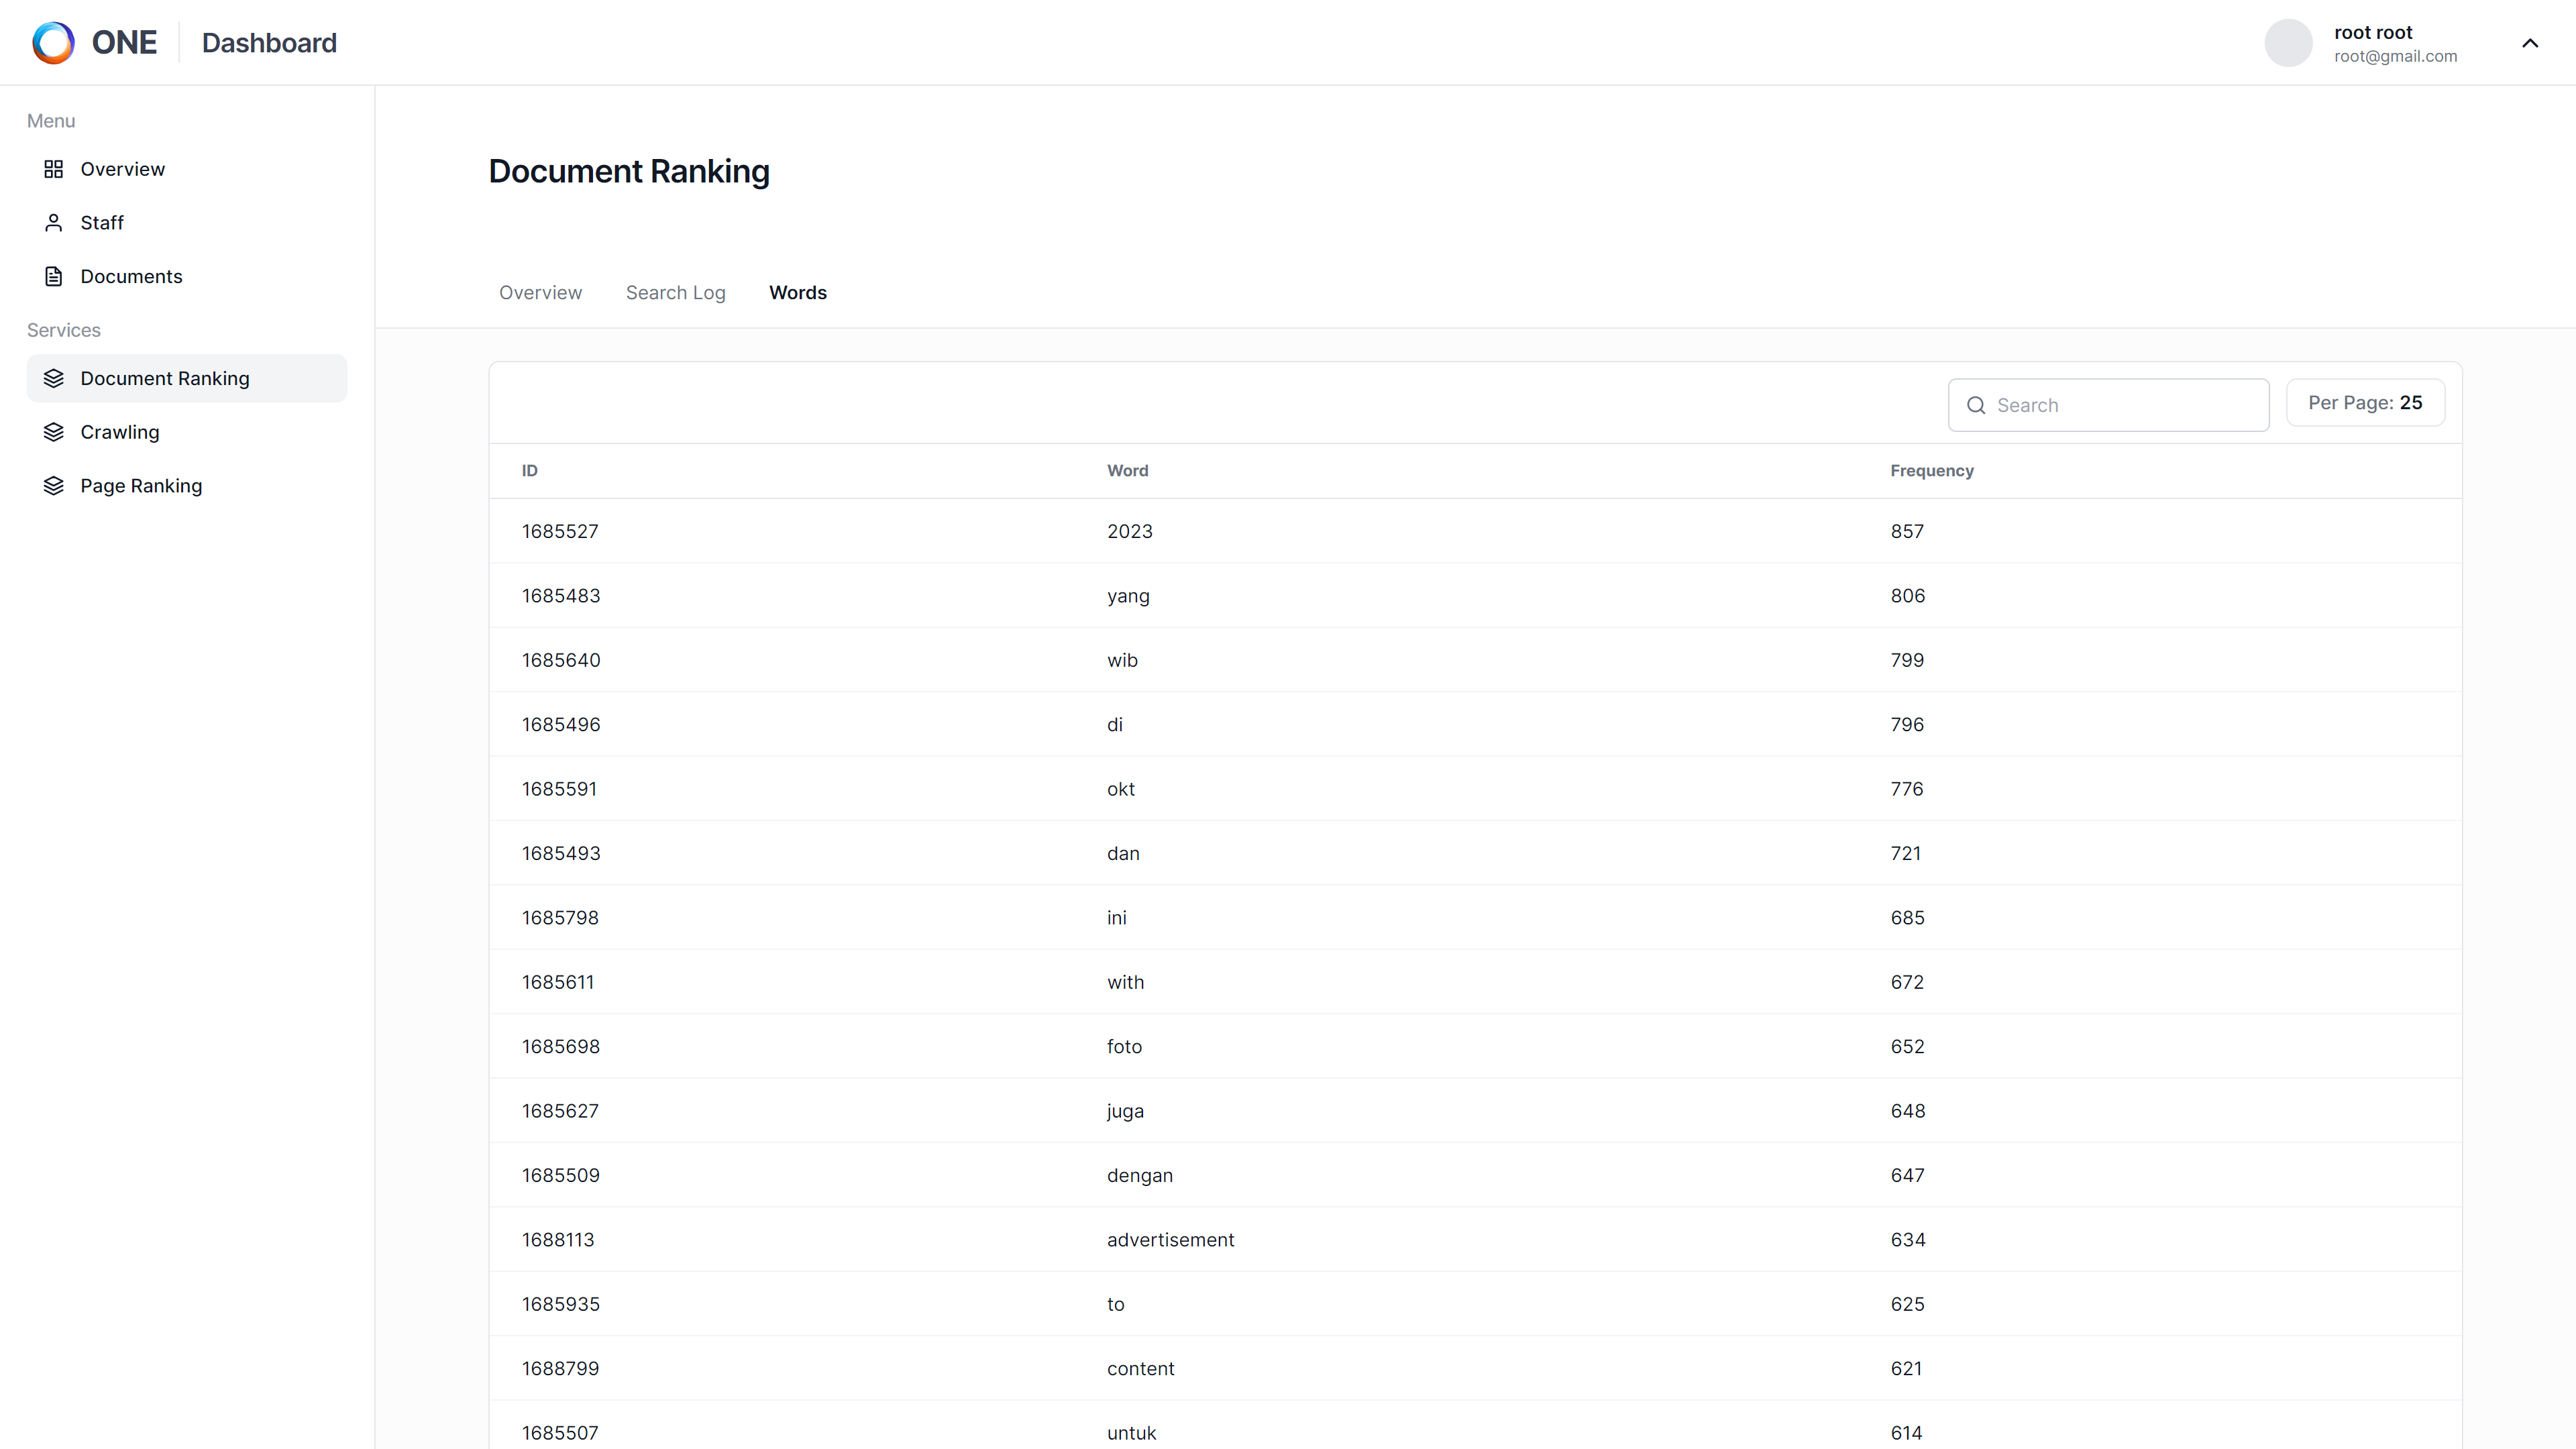 ONE Dashboard
root root
root@gmail.com
Menu
Overview
Staff
Documents
Services
Document Ranking
Crawling
Page Ranking
Document Ranking
Overview Search Log Words
Search Per Page: 25
ID Word Frequency
1685527 2023 857
1685483 yang 806
1685640 wib 799
1685496 di 796
1685591 okt 776
1685493 dan 721
1685798 ini 685
1685611 with 672
1685698 foto 652
1685627 juga 648
1685509 dengan 647
1688113 advertisement 634
1685935 to 625
1688799 content 621
1685507 untuk 614